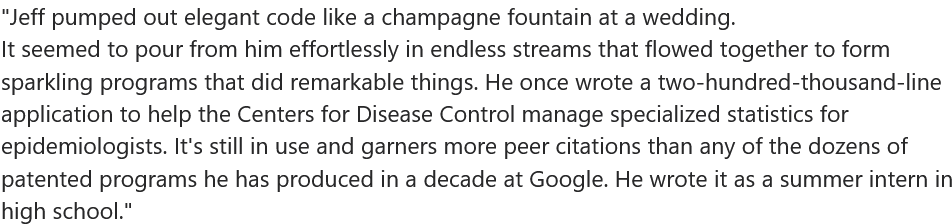 "Jeff pumped out elegant code like a champagne fountain at a wedding.
It seemed to pour from him effortlessly in endless streams that flowed together to form
sparkling programs that did remarkable things. He once wrote a two-hundred-thousand-line
application to help the Centers for Disease Control manage specialized statistics for
epidemiologists. It's still in use and garners more peer citations than any of the dozens of
patented programs he has produced in a decade at Google. He wrote it as a summer intern in
high school."